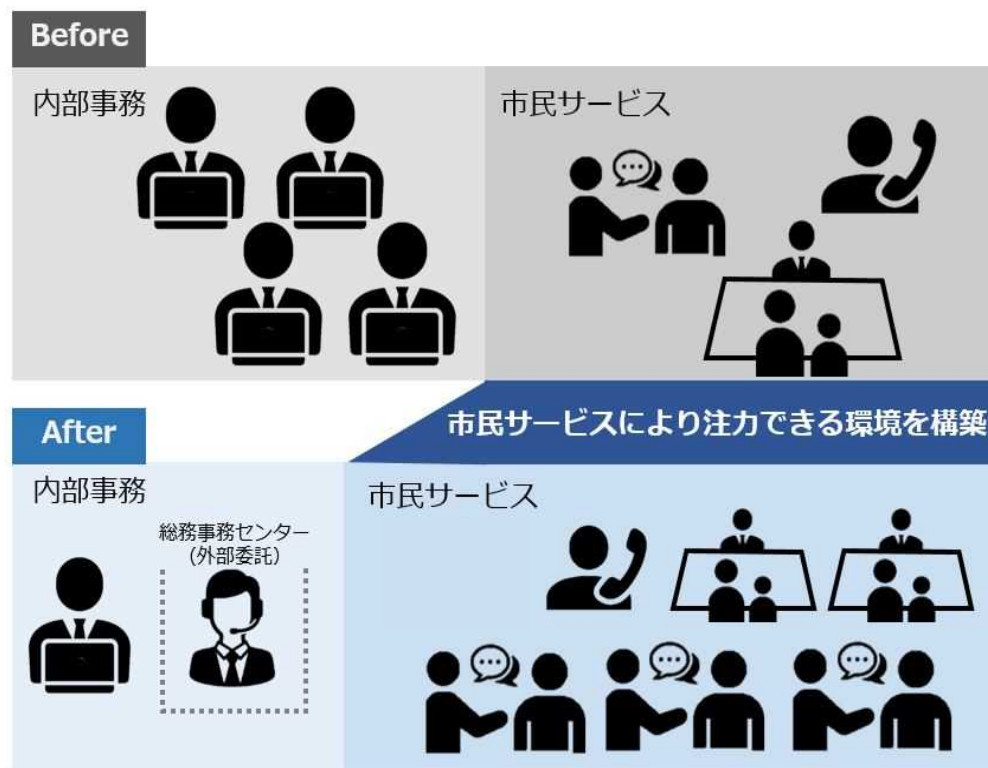 Before
内部事務
市民サービス
市民サービスにより注力できる環境を構築
After
内部事務
総務事務センター
(外部委託)
市民サービス